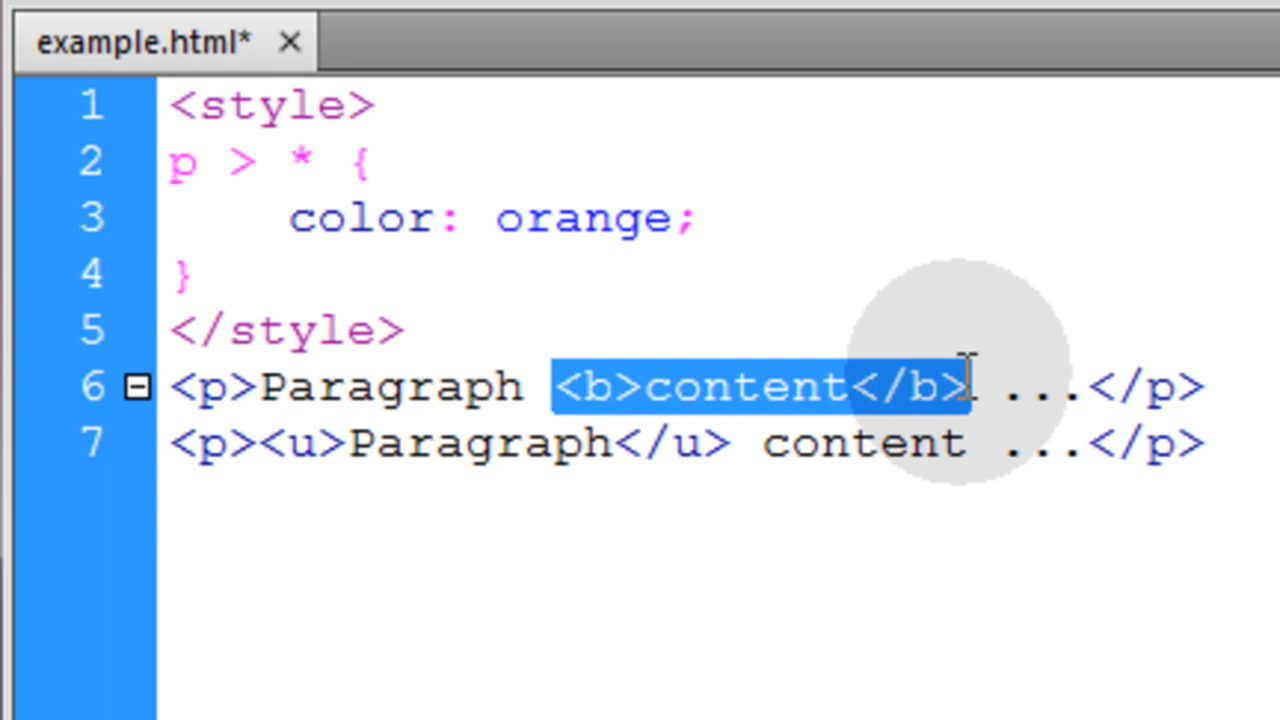 example.html*
1 <style>
2 p > * {
3     color: orange;
4 }
5 </style>
6 <p>Paragraph <b>content</b> ...</p>
7 <p><u>Paragraph</u> content ...</p>